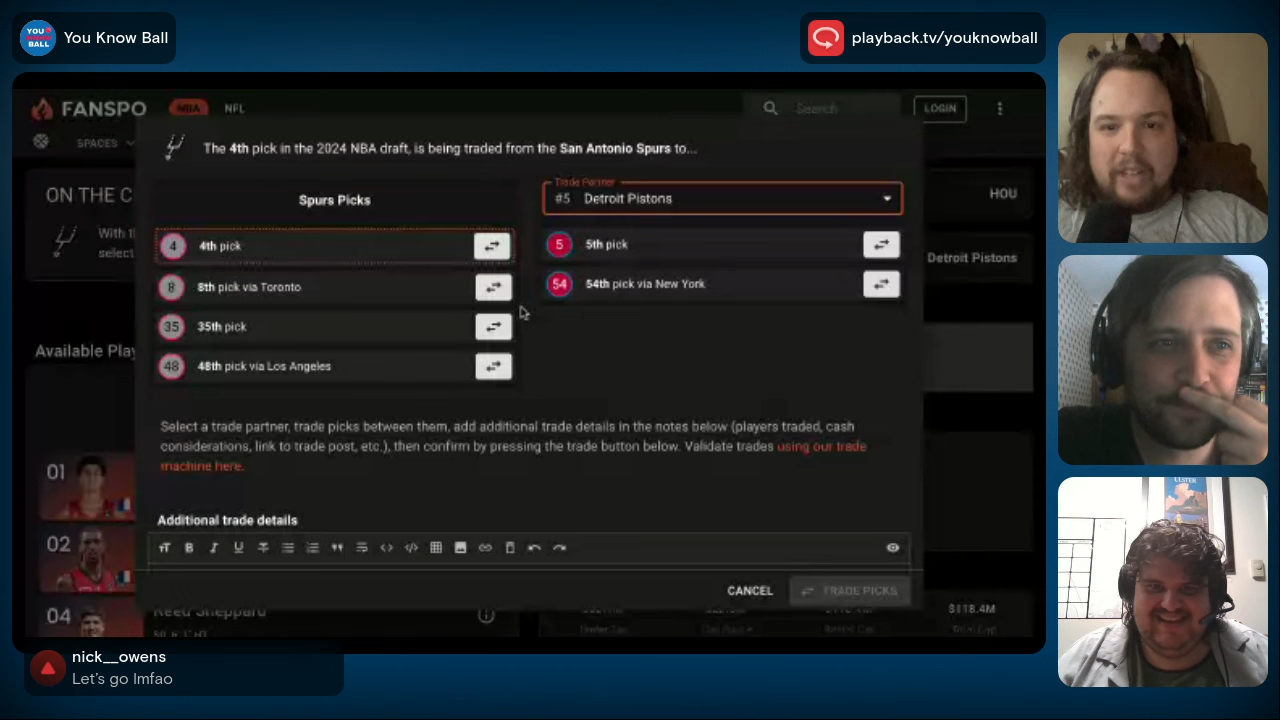 You Know Ball
playback.tv/youknowball
YOU
KNOW
BALL
FANSPO
NBA
NFL
Search
LOGIN
SPACES
The 4th pick in the 2024 NBA draft, is being traded from the San Antonio Spurs to...
ON THE C
HOU
Spurs Picks
Trade Partner
#5 Detroit Pistons
With t
select
4 4th pick
5 5th pick
Detroit Pistons
8 8th pick via Toronto
54 54th pick via New York
35 35th pick
Available Play
48 48th pick via Los Angeles
Select a trade partner, trade picks between them, add additional trade details in the notes below (players traded, cash
considerations, link to trade post, etc.), then confirm by pressing the trade button below. Validate trades using our trade
machine here.
01
Additional trade details
02
CANCEL
TRADE PICKS
04
Reed Sheppard
$118.4M
nick__owens
Let's go lmfao
ULSTER